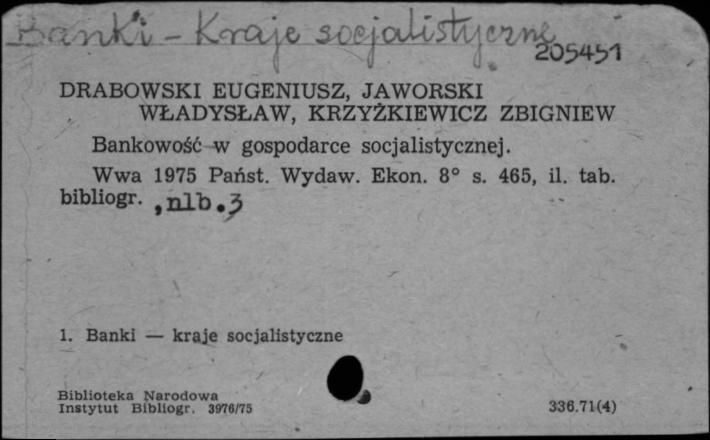 Banki - Kraje socjalistyczne
205451
DRABOWSKI EUGENIUSZ, JAWORSKI
WŁADYSŁAW, KRZYŻKIEWICZ ZBIGNIEW
Bankowość w gospodarce socjalistycznej.
Wwa 1975 Państ. Wydaw. Ekon. 8° s. 465, il. tab.
bibliogr. , nlb. 3
1. Banki — kraje socjalistyczne
Biblioteka Narodowa
Instytut Bibliogr. 3976/75
336.71(4)